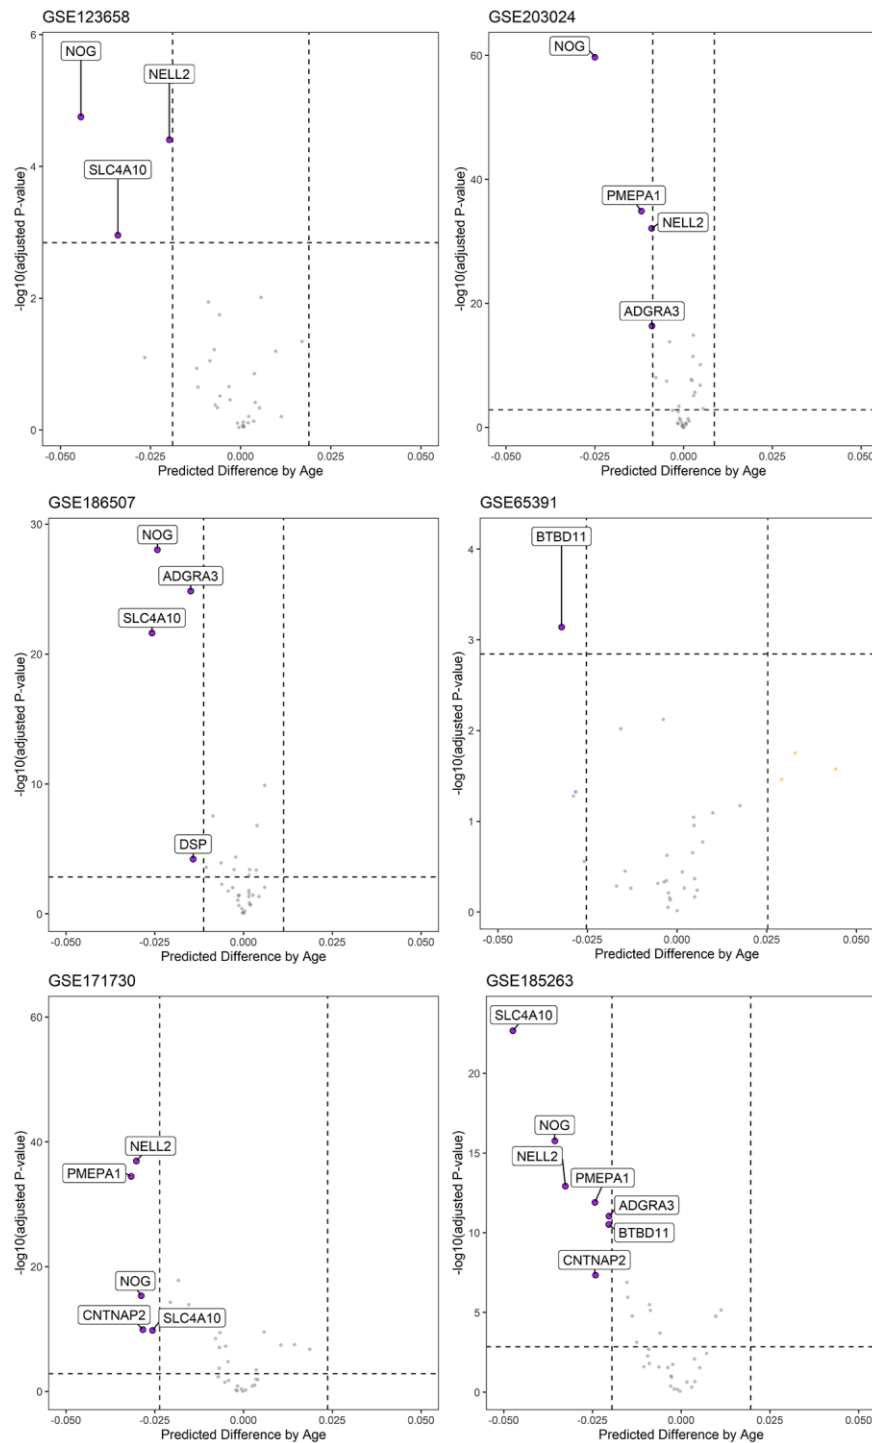 GSE123658
6
4
2
0
-log10(adjusted P-value)
NOG
NELL2
SLC4A10
-0.050
-0.025
0.000
0.025
0.050
Predicted Difference by Age
GSE203024
60
40
20
0
-log10(adjusted P-value)
NOG
PMEPA1
NELL2
ADGRA3
-0.050
-0.025
0.000
0.025
0.050
Predicted Difference by Age
GSE186507
30
20
10
0
-log10(adjusted P-value)
NOG
ADGRA3
SLC4A10
DSP
-0.050
-0.025
0.000
0.025
0.050
Predicted Difference by Age
GSE65391
4
3
2
1
0
-log10(adjusted P-value)
BTBD11
-0.050
-0.025
0.000
0.025
0.050
Predicted Difference by Age
GSE171730
60
40
20
0
-log10(adjusted P-value)
NELL2
PMEPA1
NOG
CNTNAP2
SLC4A10
-0.050
-0.025
0.000
0.025
0.050
Predicted Difference by Age
GSE185263
20
15
10
5
0
-log10(adjusted P-value)
SLC4A10
NOG
NELL2
PMEPA1
ADGRA3
BTBD11
CNTNAP2
-0.050
-0.025
0.000
0.025
0.050
Predicted Difference by Age